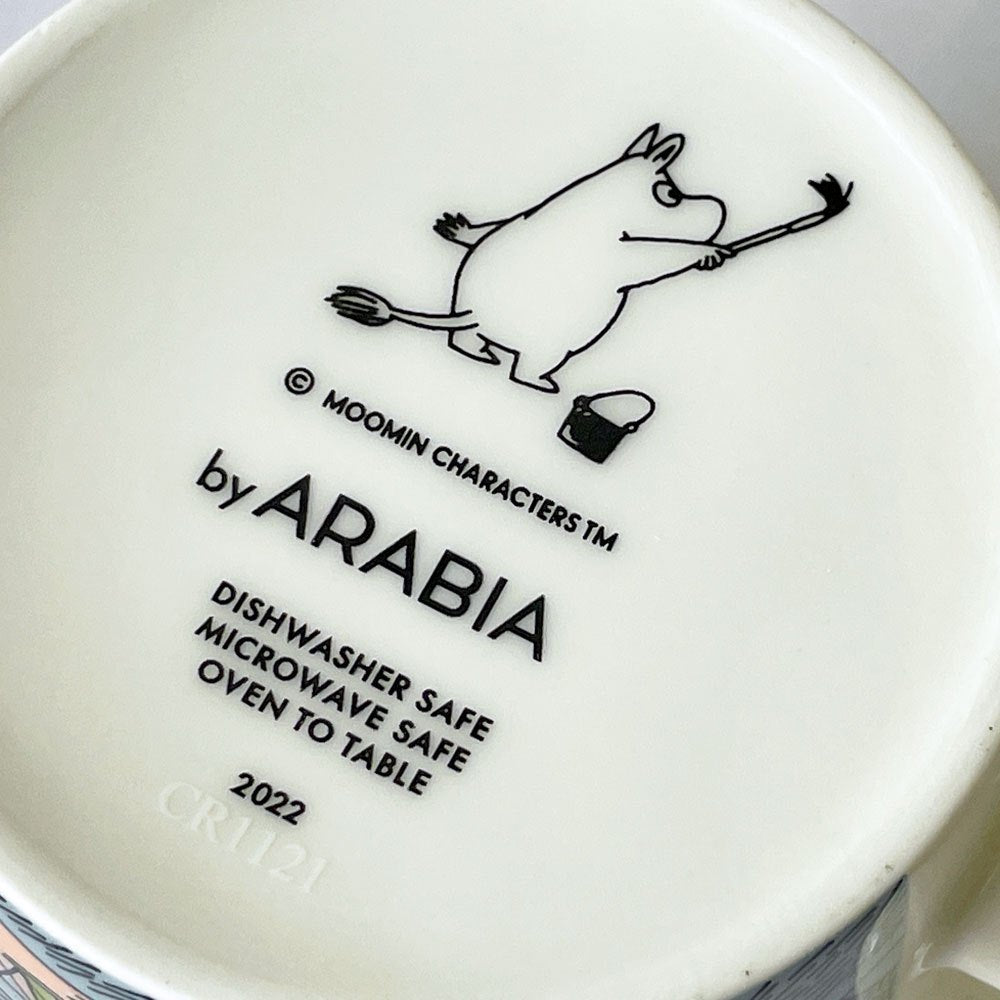 © MOOMIN CHARACTERS TM
by ARABIA
DISHWASHER SAFE
MICROWAVE SAFE
OVEN TO TABLE
2022
CR1121